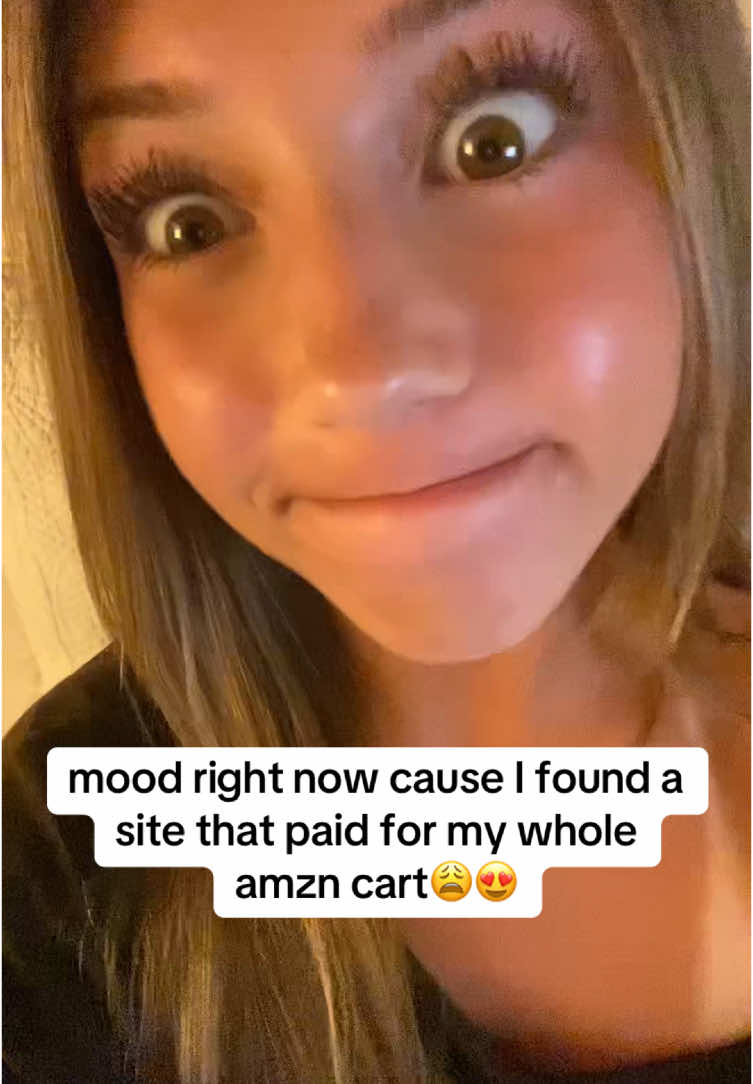 mood right now cause I found a
site that paid for my whole
amzn cart😩😍